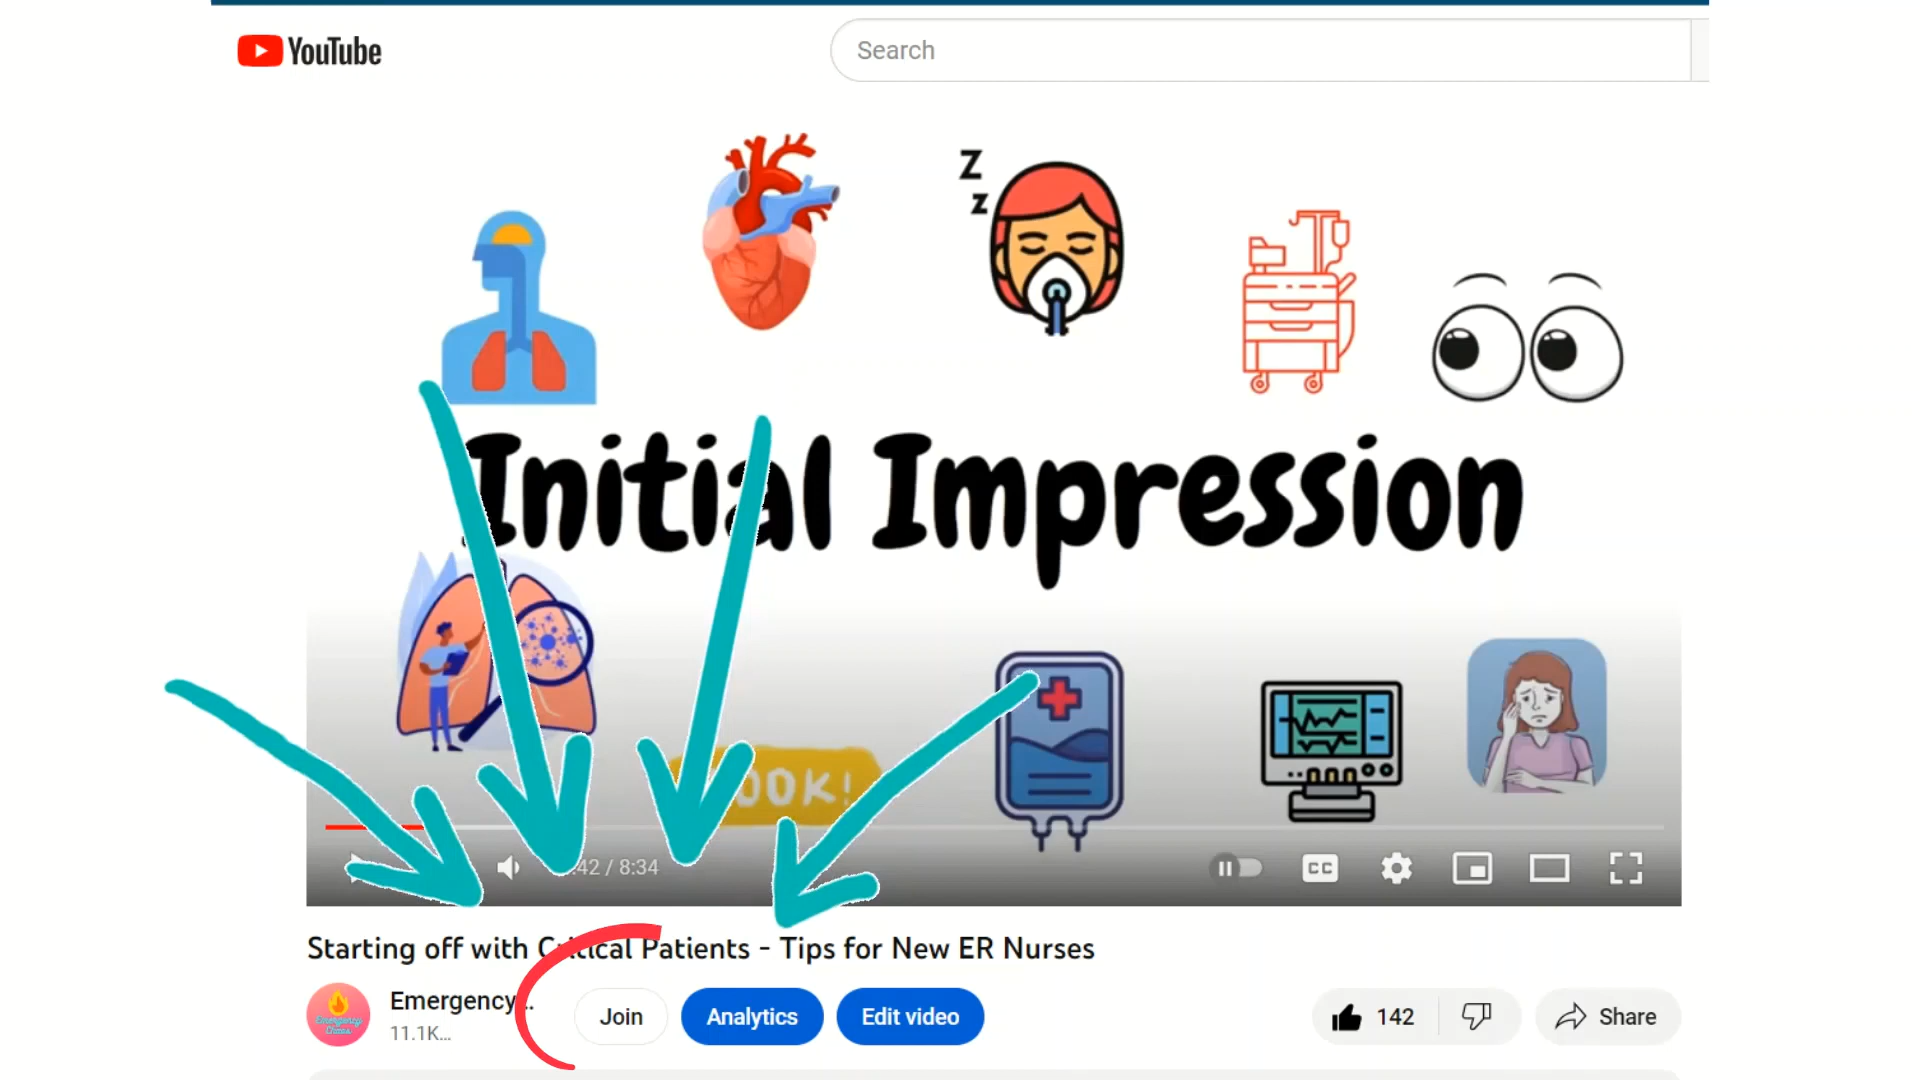 YouTube
Search
Z
z
Initial Impression
OOK!
42 / 8:34
CC
Starting off with Critical Patients - Tips for New ER Nurses
Emergency...
11.1K...
Join
Analytics
Edit video
142
Share